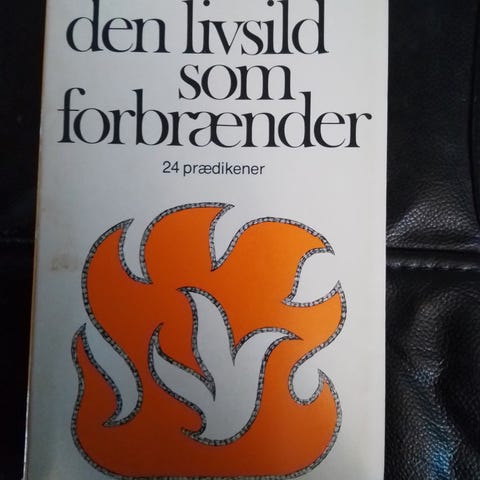 den livsild
som
forbrænder
24 prædikener